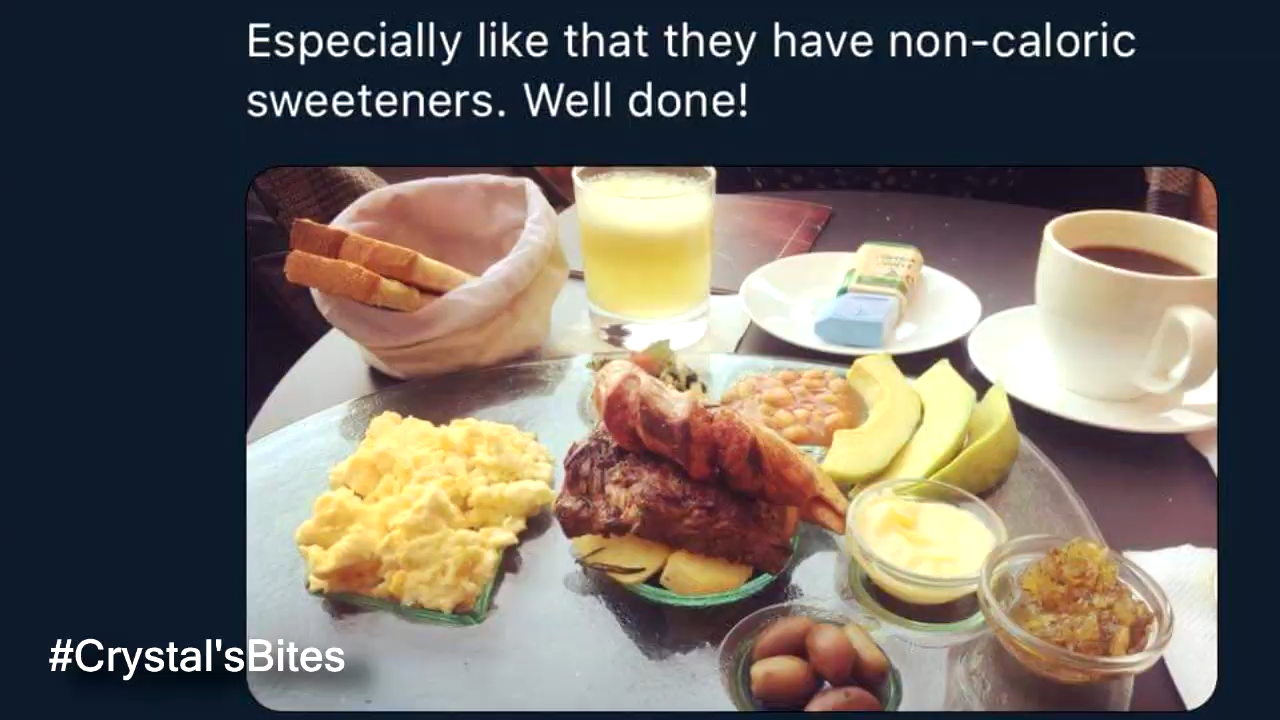 Especially like that they have non-caloric
sweeteners. Well done!
#Crystal'sBites